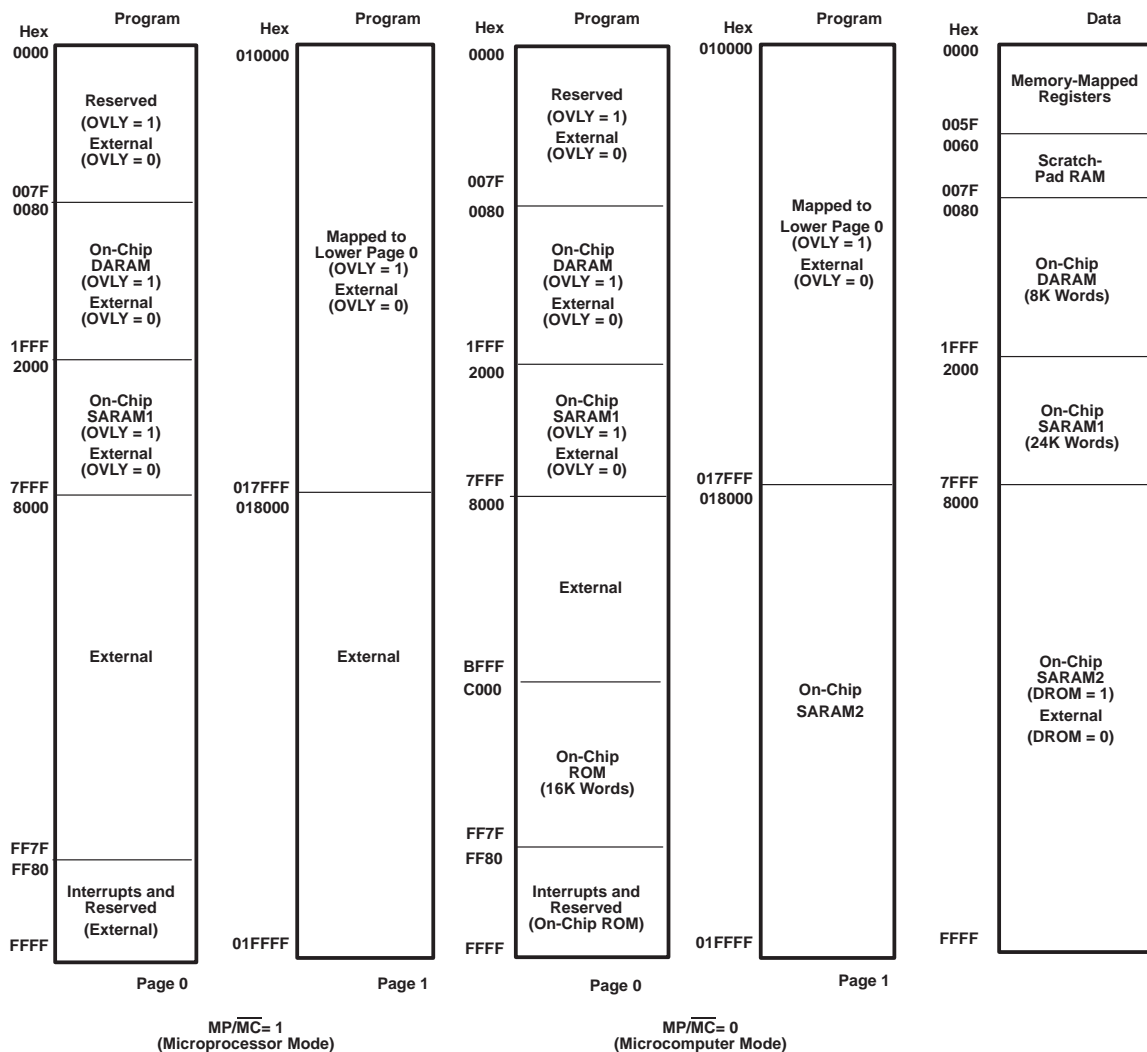 Hex
Program
0000
Reserved
(OVLY = 1)
External
(OVLY = 0)
007F
0080
On-Chip
DARAM
(OVLY = 1)
External
(OVLY = 0)
1FFF
2000
On-Chip
SARAM1
(OVLY = 1)
External
(OVLY = 0)
7FFF
8000
External
FF7F
FF80
Interrupts and
Reserved
(External)
FFFF
Page 0
Hex
Program
010000
Mapped to
Lower Page 0
(OVLY = 1)
External
(OVLY = 0)
017FFF
018000
External
01FFFF
Page 1
MP/M̅C̅= 1
(Microprocessor Mode)
Hex
Program
0000
Reserved
(OVLY = 1)
External
(OVLY = 0)
007F
0080
On-Chip
DARAM
(OVLY = 1)
External
(OVLY = 0)
1FFF
2000
On-Chip
SARAM1
(OVLY = 1)
External
(OVLY = 0)
7FFF
8000
External
BFFF
C000
On-Chip
ROM
(16K Words)
FF7F
FF80
Interrupts and
Reserved
(On-Chip ROM)
FFFF
Page 0
Hex
Program
010000
Mapped to
Lower Page 0
(OVLY = 1)
External
(OVLY = 0)
017FFF
018000
On-Chip
SARAM2
01FFFF
Page 1
MP/M̅C̅= 0
(Microcomputer Mode)
Hex
Data
0000
Memory-Mapped
Registers
005F
0060
Scratch-
Pad RAM
007F
0080
On-Chip
DARAM
(8K Words)
1FFF
2000
On-Chip
SARAM1
(24K Words)
7FFF
8000
On-Chip
SARAM2
(DROM = 1)
External
(DROM = 0)
FFFF